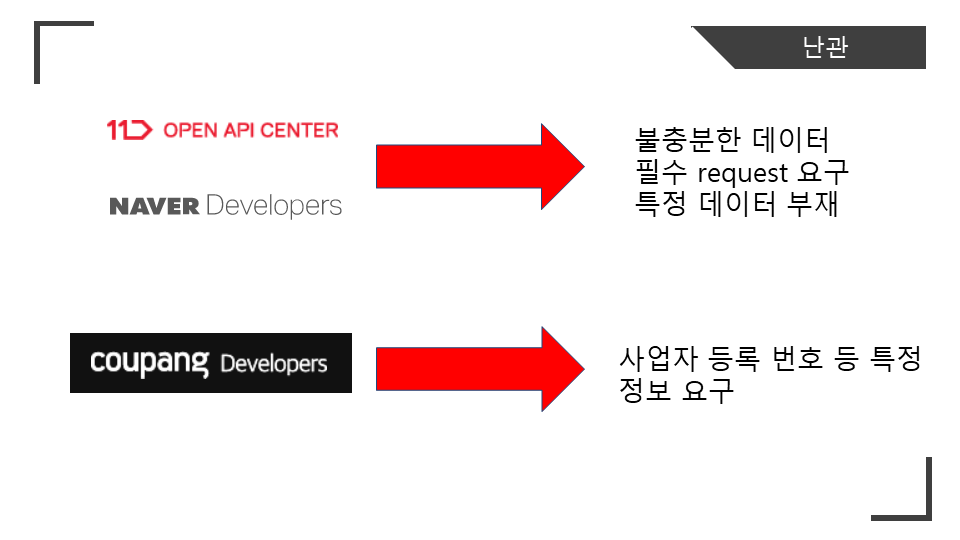 난관
11 OPEN API CENTER
NAVER Developers
불충분한 데이터
필수 request 요구
특정 데이터 부재
coupang Developers
사업자 등록 번호 등 특정
정보 요구